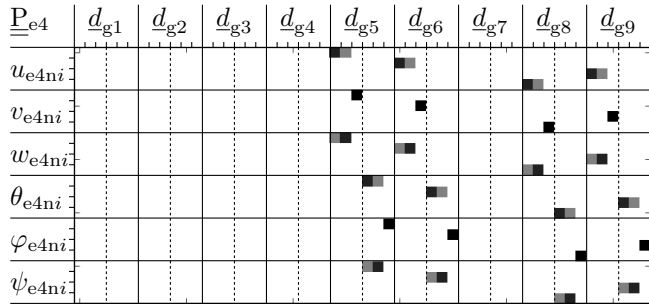 P_e4 d_g1 d_g2 d_g3 d_g4 d_g5 d_g6 d_g7 d_g8 d_g9
u_e4ni
v_e4ni
w_e4ni
θ_e4ni
φ_e4ni
ψ_e4ni